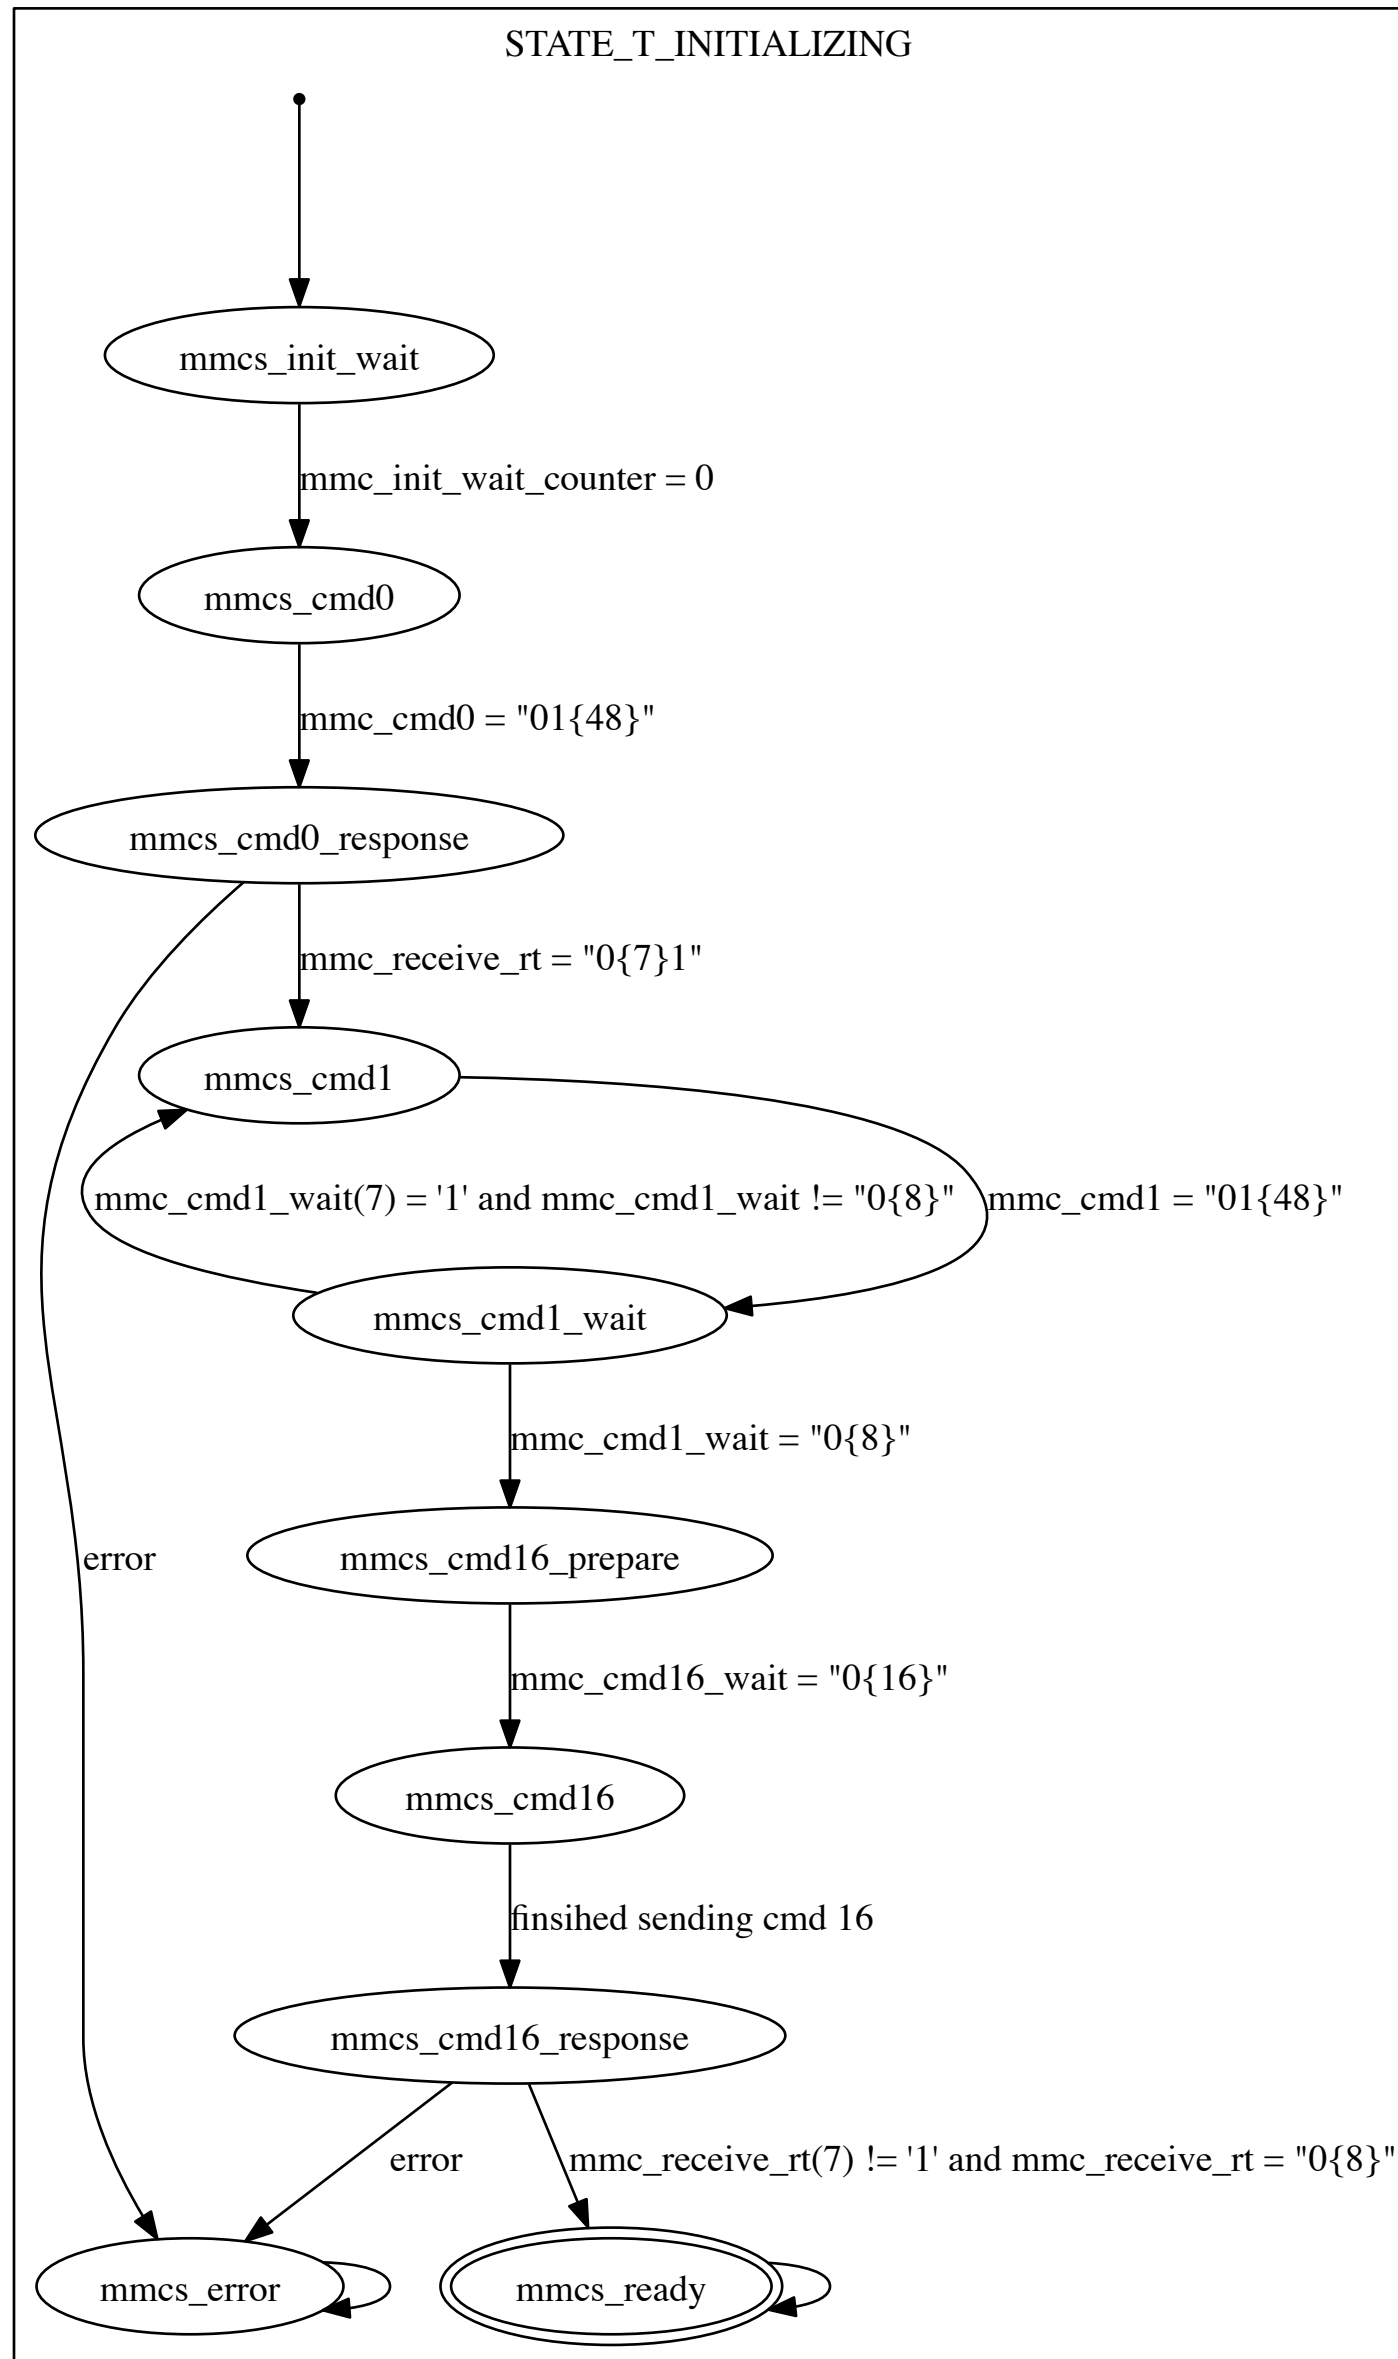 STATE_T_INITIALIZING
mmcs_init_wait
mmc_init_wait_counter = 0
mmcs_cmd0
mmc_cmd0 = "01{48}"
mmcs_cmd0_response
mmc_receive_rt = "0{7}1"
mmcs_cmd1
mmc_cmd1_wait(7) = '1' and mmc_cmd1_wait != "0{8}"
mmc_cmd1 = "01{48}"
mmcs_cmd1_wait
mmc_cmd1_wait = "0{8}"
error
mmcs_cmd16_prepare
mmc_cmd16_wait = "0{16}"
mmcs_cmd16
finsihed sending cmd 16
mmcs_cmd16_response
error
mmc_receive_rt(7) != '1' and mmc_receive_rt = "0{8}"
mmcs_error
mmcs_ready